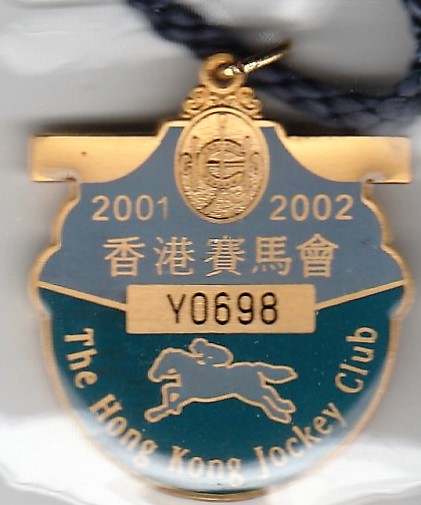 2001 2002
香港賽馬會
Y0698
The Hong Kong Jockey Club